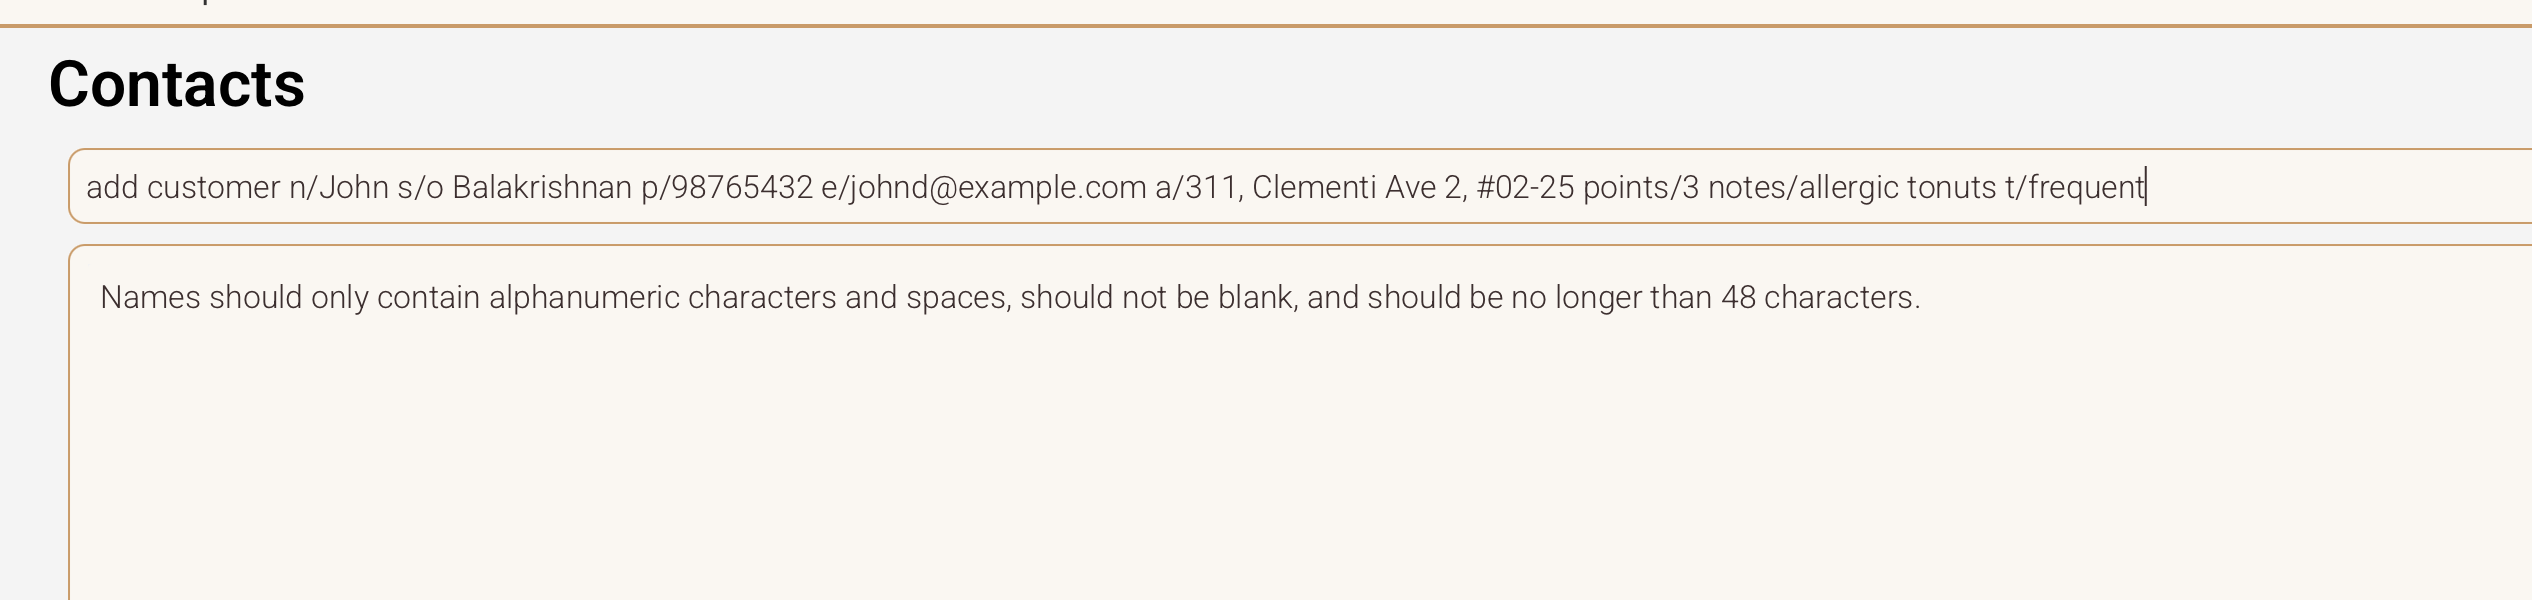 Contacts
add customer n/John s/o Balakrishnan p/98765432 e/johnd@example.com a/311, Clementi Ave 2, #02-25 points/3 notes/allergic tonuts t/frequent
Names should only contain alphanumeric characters and spaces, should not be blank, and should be no longer than 48 characters.